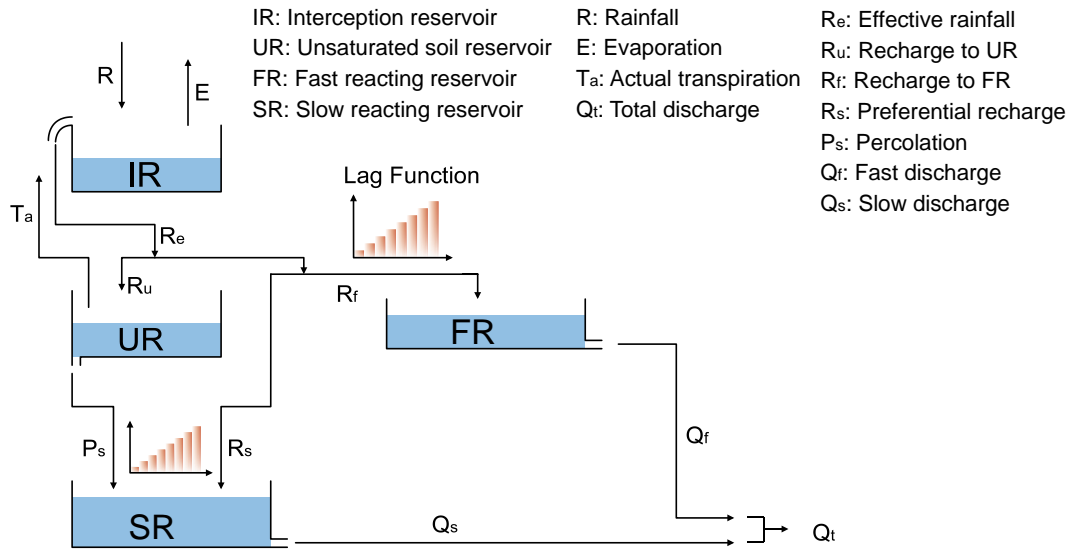 IR: Interception reservoir
UR: Unsaturated soil reservoir
FR: Fast reacting reservoir
SR: Slow reacting reservoir
R: Rainfall
E: Evaporation
Ta: Actual transpiration
Qt: Total discharge
Re: Effective rainfall
Ru: Recharge to UR
Rf: Recharge to FR
Rs: Preferential recharge
Ps: Percolation
Qf: Fast discharge
Qs: Slow discharge
R
E
IR
Lag Function
Ta
Re
Ru
Rf
UR
FR
Ps
Rs
Qf
SR
Qs
Qt